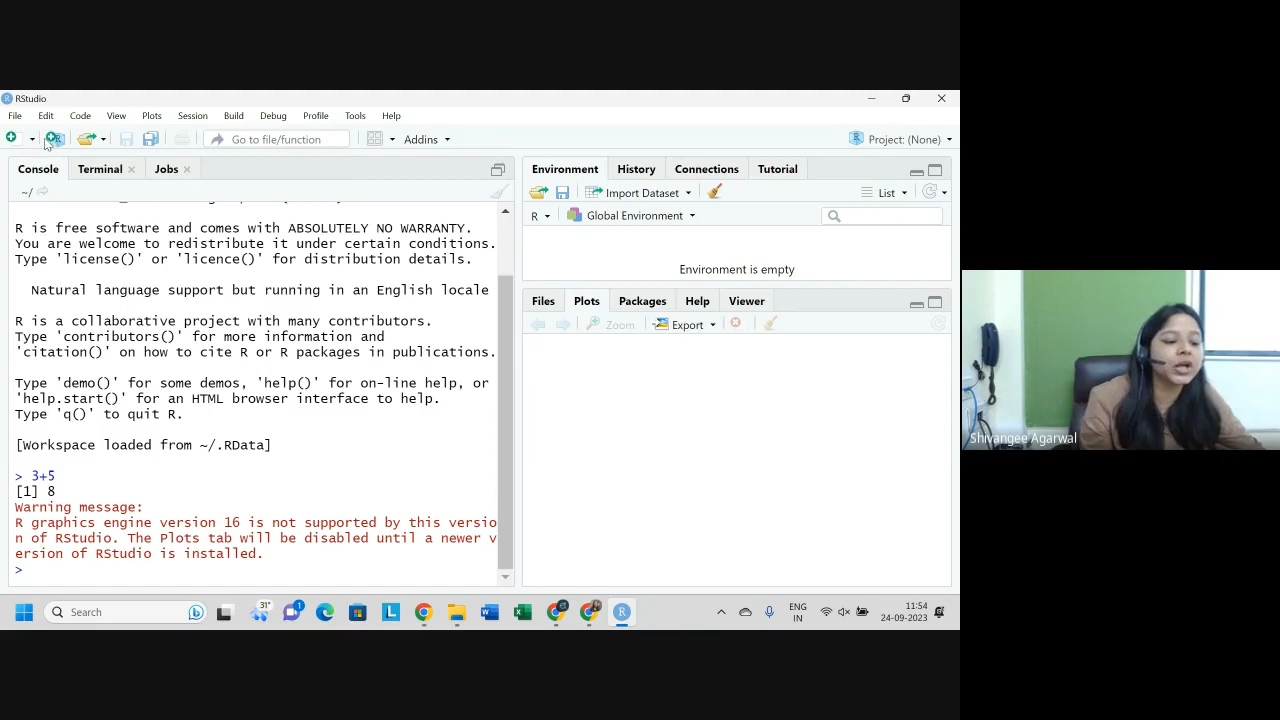 RStudio
File Edit Code View Plots Session Build Debug Profile Tools Help
Go to file/function Addins Project: (None)
Console Terminal Jobs
~/
R is free software and comes with ABSOLUTELY NO WARRANTY.
You are welcome to redistribute it under certain conditions.
Type 'license()' or 'licence()' for distribution details.
Natural language support but running in an English locale
R is a collaborative project with many contributors.
Type 'contributors()' for more information and
'citation()' on how to cite R or R packages in publications.
Type 'demo()' for some demos, 'help()' for on-line help, or
'help.start()' for an HTML browser interface to help.
Type 'q()' to quit R.
[Workspace loaded from ~/.RData]
> 3+5
[1] 8
Warning message:
R graphics engine version 16 is not supported by this versio
n of RStudio. The Plots tab will be disabled until a newer v
ersion of RStudio is installed.
>
Environment History Connections Tutorial
Import Dataset List
R Global Environment
Environment is empty
Files Plots Packages Help Viewer
Zoom Export
Shivangee Agarwal
Search 31° 1 ENG 11:54
IN 24-09-2023